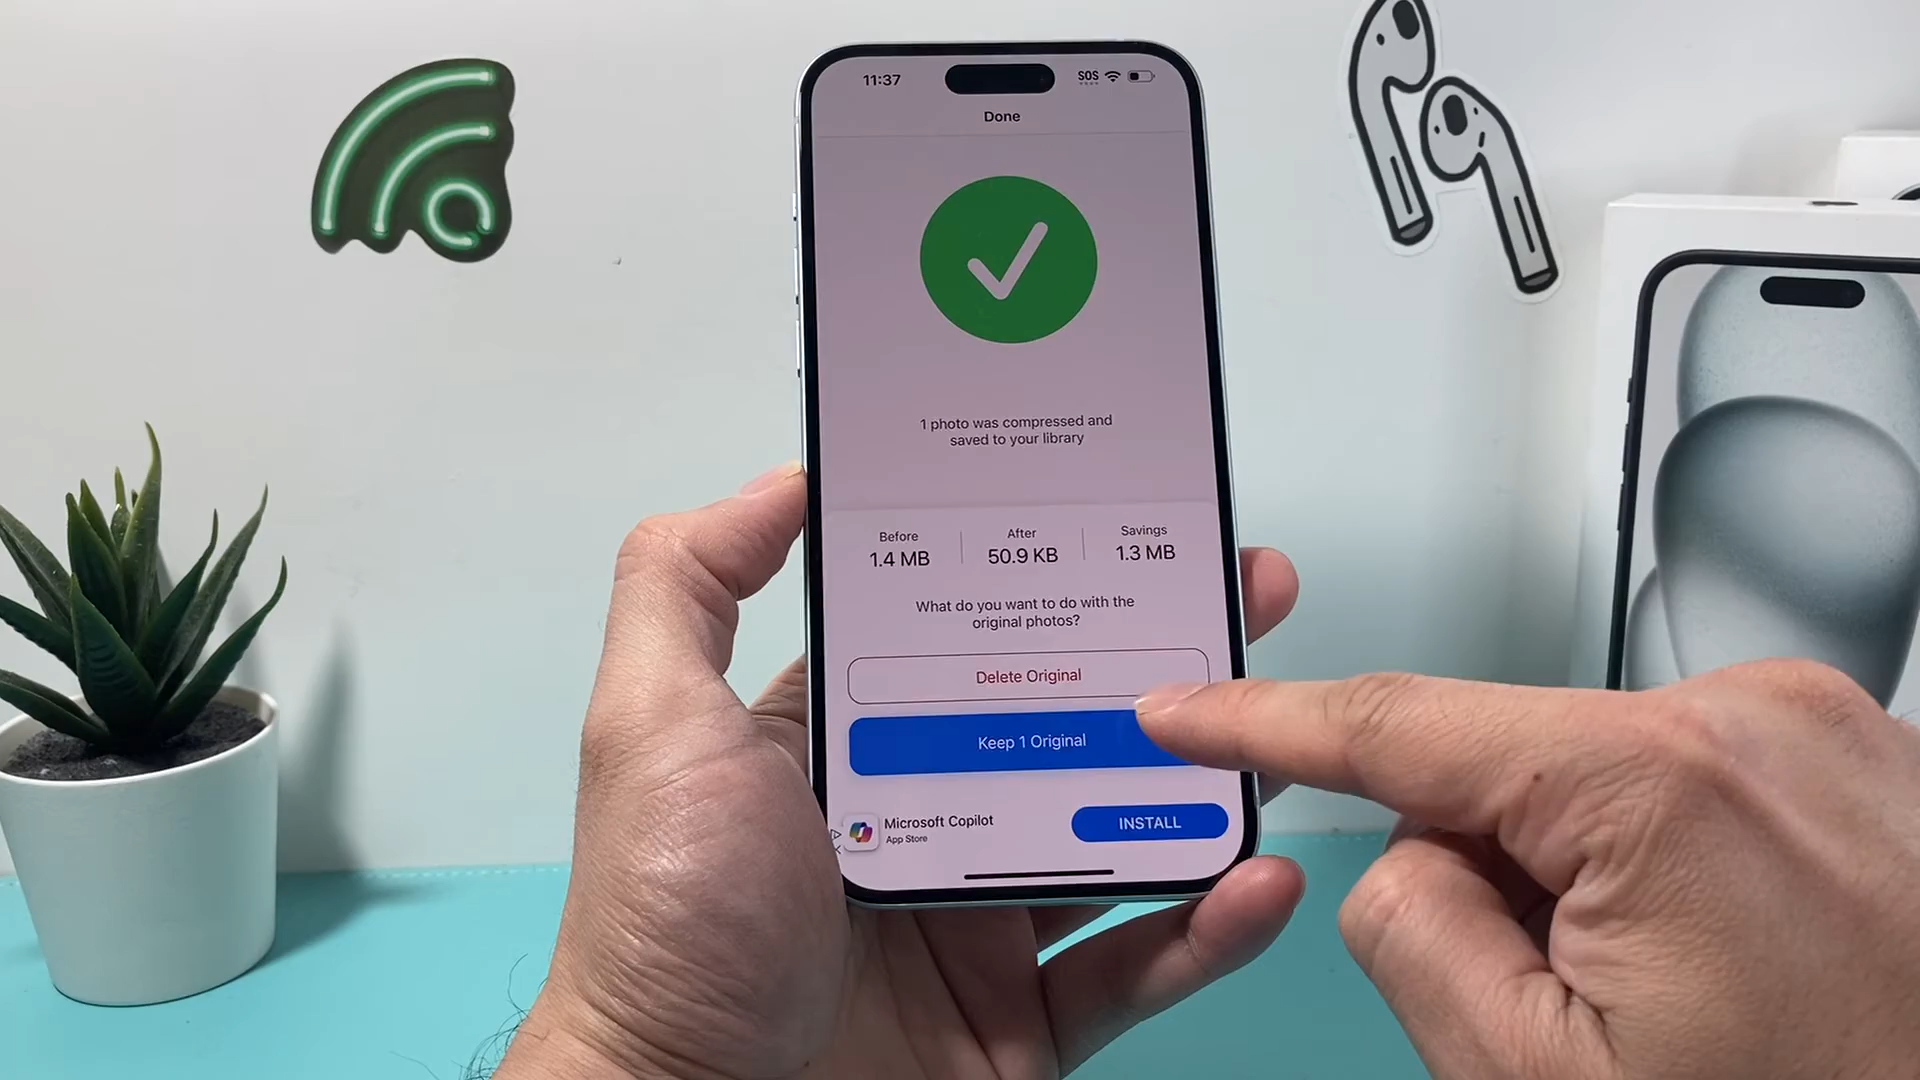 11:37
SOS
Done
1 photo was compressed and
saved to your library
Before
1.4 MB
After
50.9 KB
Savings
1.3 MB
What do you want to do with the
original photos?
Delete Original
Keep 1 Original
Microsoft Copilot
App Store
INSTALL